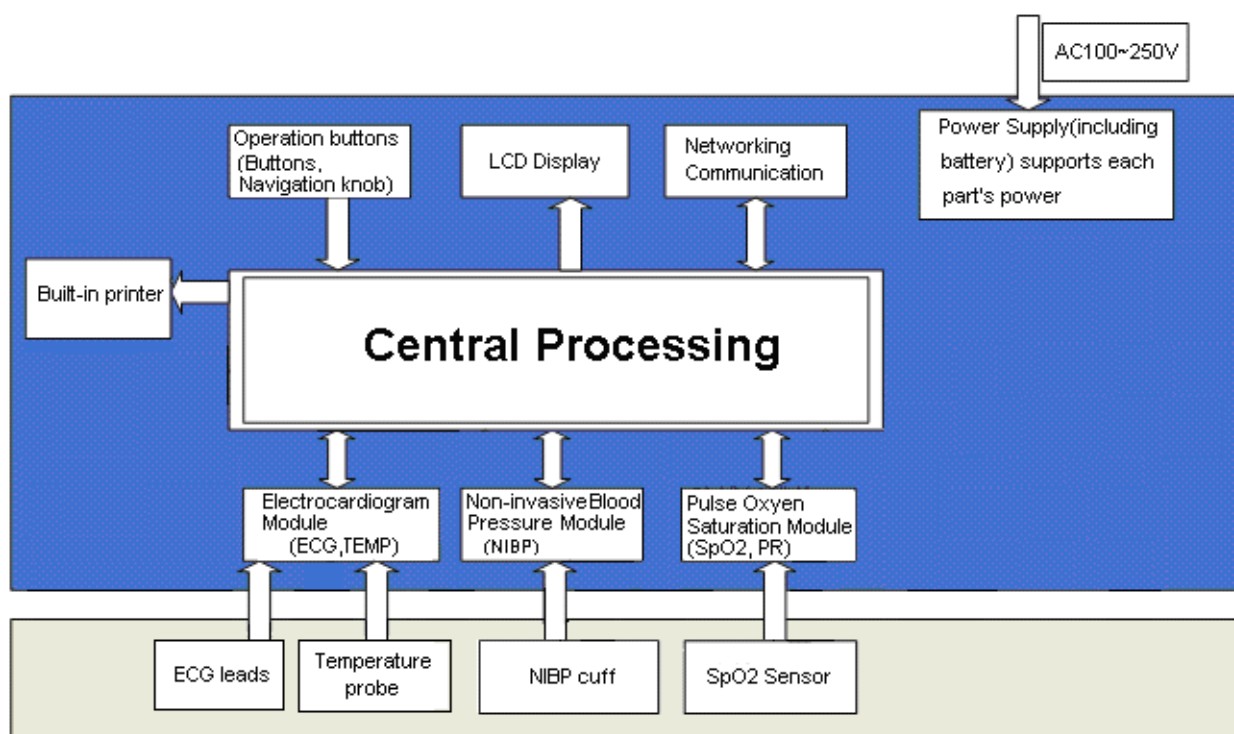 AC100~250V
Operation buttons
(Buttons,
Navigation knob)
LCD Display
Networking
Communication
Power Supply(including
battery) supports each
part's power
Built-in printer
Central Processing
Electrocardiogram
Module
(ECG,TEMP)
Non-invasive Blood
Pressure Module
(NIBP)
Pulse Oxyen
Saturation Module
(SpO2, PR)
ECG leads
Temperature
probe
NIBP cuff
SpO2 Sensor